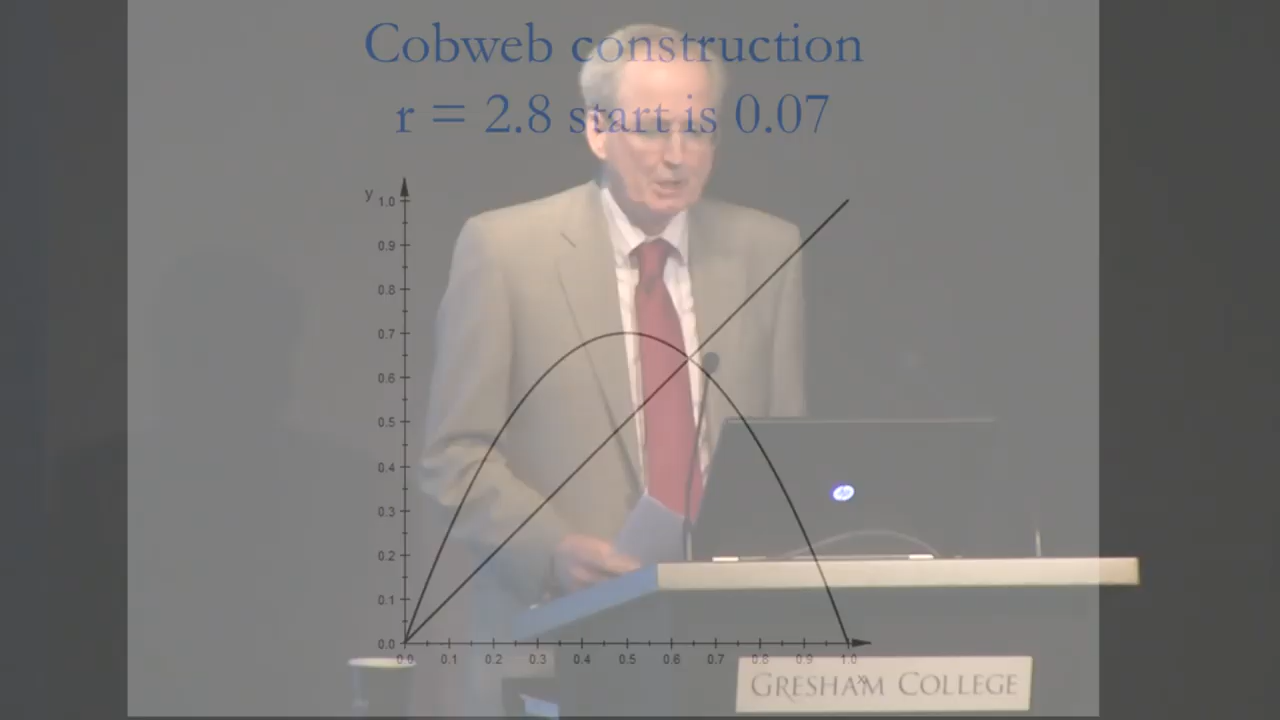 Cobweb construction
r = 2.8 start is 0.07
y
1.0
0.9
0.8
0.7
0.6
0.5
0.4
0.3
0.2
0.1
0.0
0.0 0.1 0.2 0.3 0.4 0.5 0.6 0.7 0.8 0.9 1.0
x
hp
GRESHAM COLLEGE